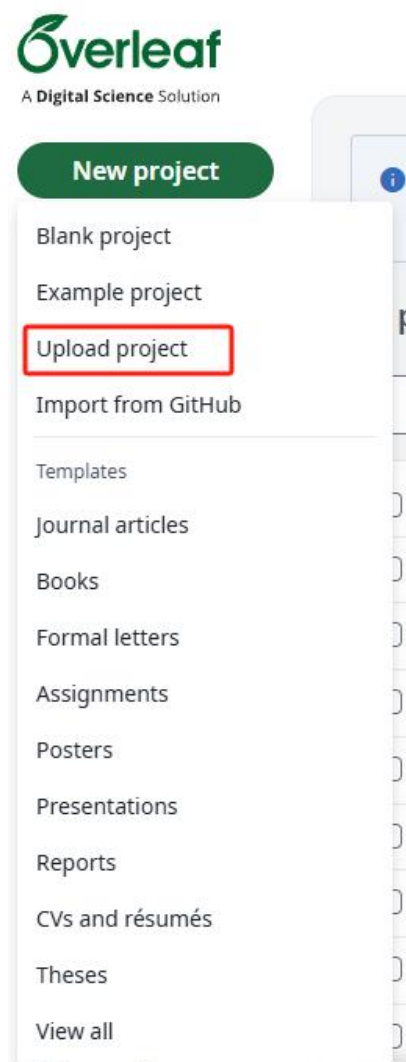 Overleaf
A Digital Science Solution
New project
Blank project
Example project
Upload project
Import from GitHub
Templates
Journal articles
Books
Formal letters
Assignments
Posters
Presentations
Reports
CVs and résumés
Theses
View all